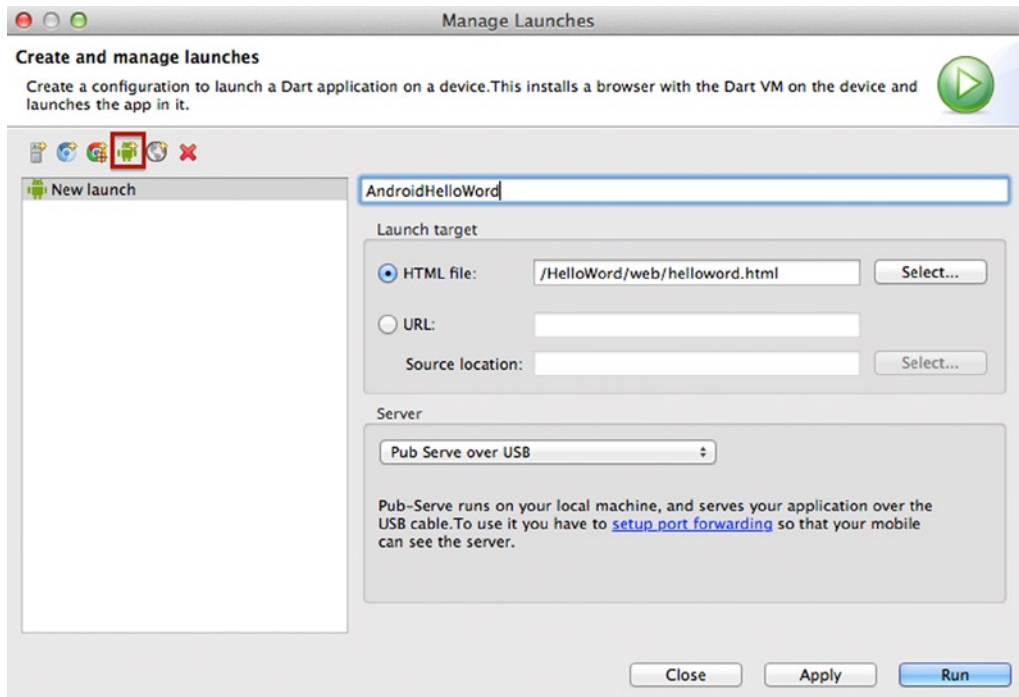 Manage Launches
Create and manage launches
Create a configuration to launch a Dart application on a device.This installs a browser with the Dart VM on the device and
launches the app in it.
New launch
AndroidHelloWord
Launch target
HTML file:
/HelloWord/web/helloword.html
Select...
URL:
Source location:
Select...
Server
Pub Serve over USB
Pub-Serve runs on your local machine, and serves your application over the
USB cable.To use it you have to setup port forwarding so that your mobile
can see the server.
Close
Apply
Run